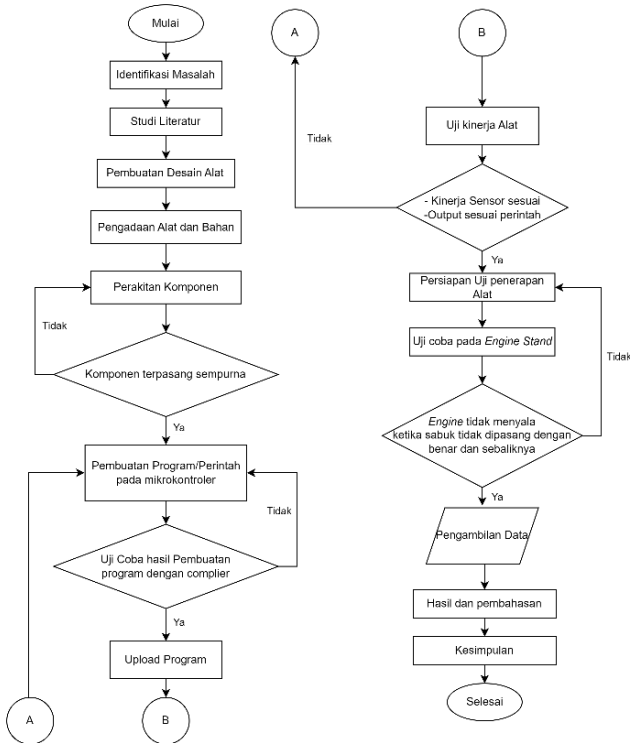 Mulai
Identifikasi Masalah
Studi Literatur
Pembuatan Desain Alat
Pengadaan Alat dan Bahan
Perakitan Komponen
Tidak
Komponen terpasang sempurna
Ya
Pembuatan Program/Perintah
pada mikrokontroler
Tidak
Uji Coba hasil Pembuatan
program dengan complier
Ya
Upload Program
A
B
A
B
Uji kinerja Alat
Tidak
- Kinerja Sensor sesuai
-Output sesuai perintah
Ya
Persiapan Uji penerapan
Alat
Uji coba pada Engine Stand
Tidak
Engine tidak menyala
ketika sabuk tidak dipasang dengan
benar dan sebaliknya
Ya
Pengambilan Data
Hasil dan pembahasan
Kesimpulan
Selesai